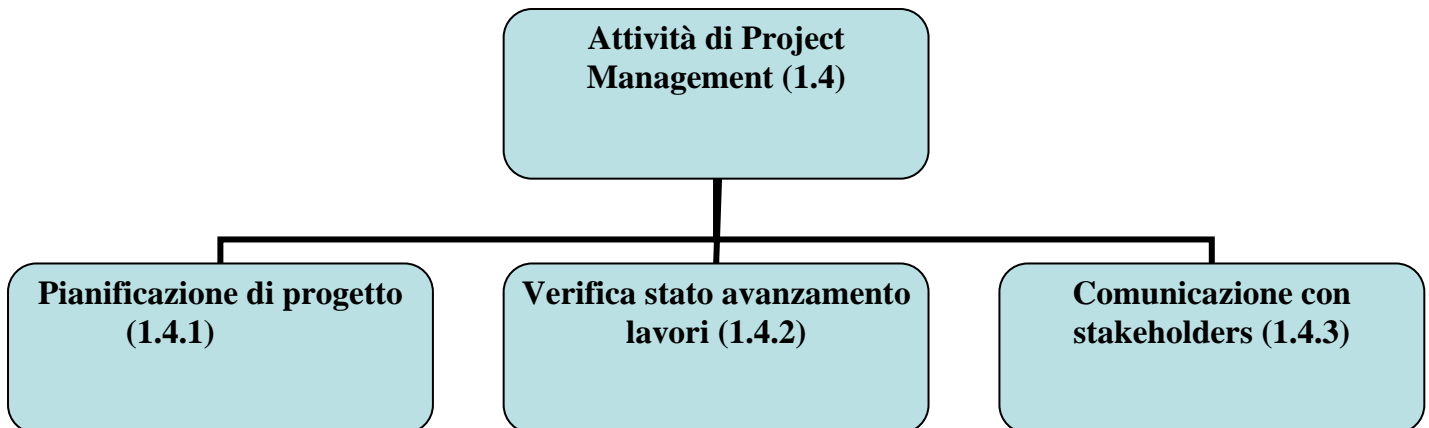 Attività di Project
Management (1.4)
Pianificazione di progetto
(1.4.1)
Verifica stato avanzamento
lavori (1.4.2)
Comunicazione con
stakeholders (1.4.3)